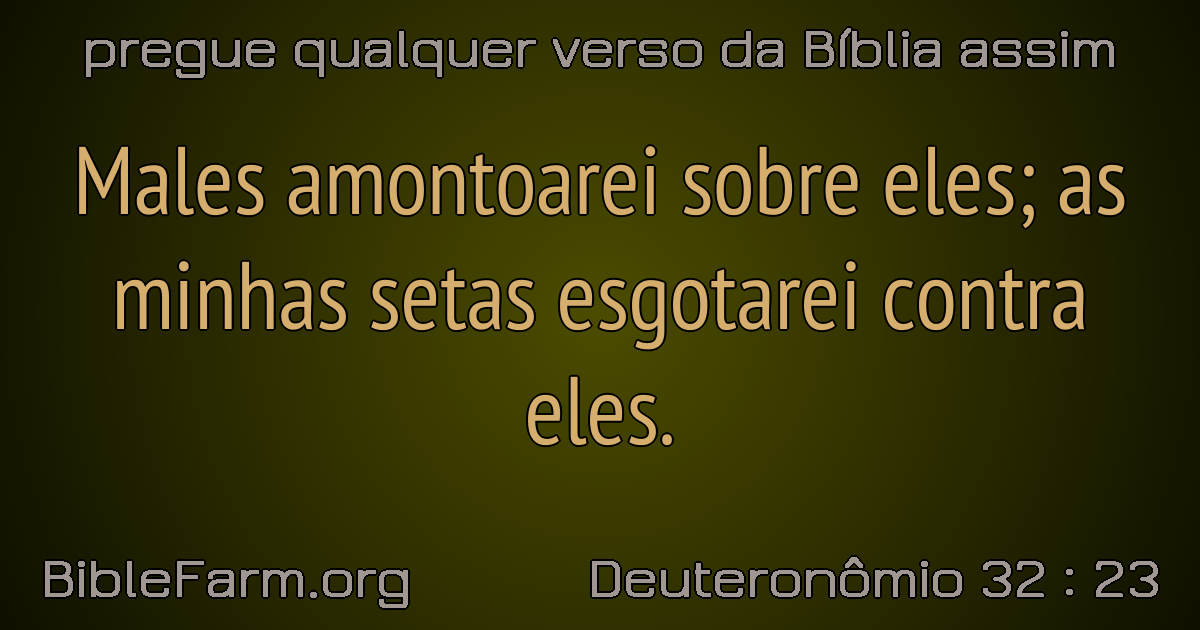 pregue qualquer verso da Bíblia assim
Males amontoarei sobre eles; as
minhas setas esgotarei contra
eles.
BibleFarm.org
Deuteronômio 32 : 23